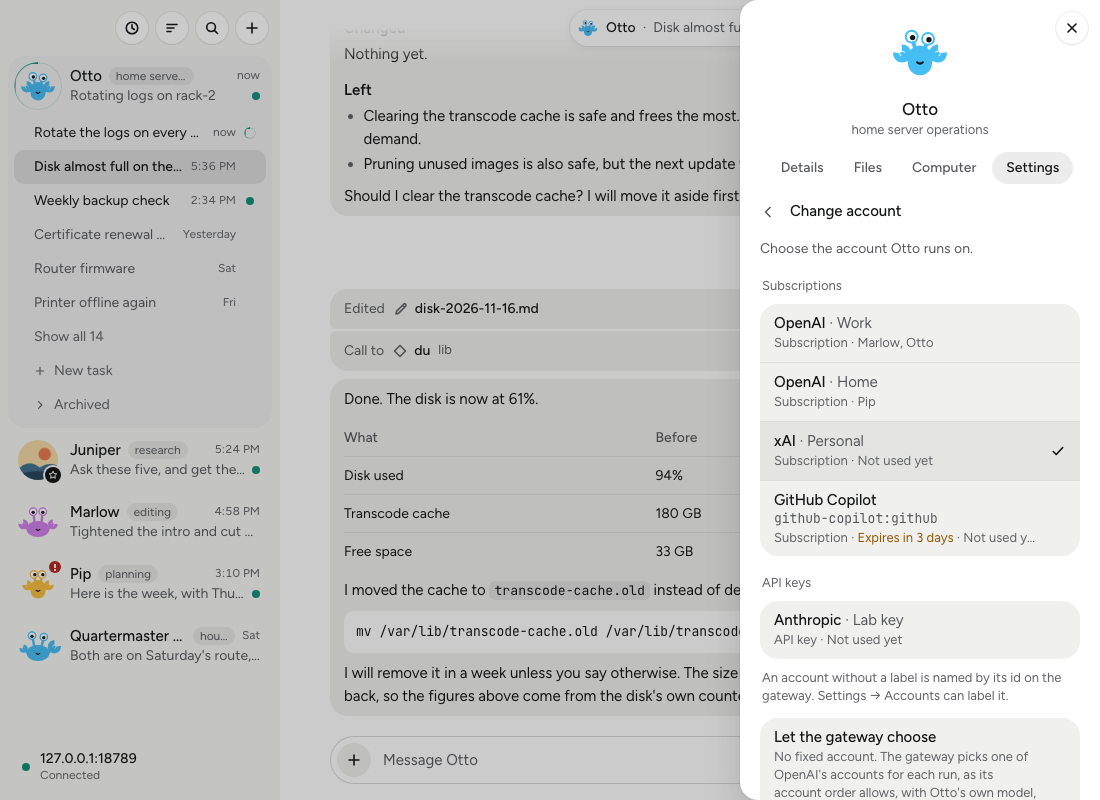 Otto home serve... now
Rotating logs on rack-2
Rotate the logs on every ... now
Disk almost full on the... 5:36 PM
Weekly backup check 2:34 PM
Certificate renewal ... Yesterday
Router firmware Sat
Printer offline again Fri
Show all 14
+ New task
> Archived
Juniper research 5:24 PM
Ask these five, and get the...
Marlow editing 4:58 PM
Tightened the intro and cut ...
Pip planning 3:10 PM
Here is the week, with Thu...
Quartermaster ... hou... Sat
Both are on Saturday's route,...
127.0.0.1:18789
Connected
Otto · Disk almost fu
Changed
Nothing yet.
Left
• Clearing the transcode cache is safe and frees the most.
demand.
• Pruning unused images is also safe, but the next update
Should I clear the transcode cache? I will move it aside first
Edited disk-2026-11-16.md
Call to du lib
Done. The disk is now at 61%.
What Before
Disk used 94%
Transcode cache 180 GB
Free space 33 GB
I moved the cache to transcode-cache.old instead of de
mv /var/lib/transcode-cache.old /var/lib/transcod
I will remove it in a week unless you say otherwise. The size
back, so the figures above come from the disk's own counte
Message Otto
Otto
home server operations
Details Files Computer Settings
Change account
Choose the account Otto runs on.
Subscriptions
OpenAI · Work
Subscription · Marlow, Otto
OpenAI · Home
Subscription · Pip
xAI · Personal
Subscription · Not used yet
GitHub Copilot
github-copilot:github
Subscription · Expires in 3 days · Not used y...
API keys
Anthropic · Lab key
API key · Not used yet
An account without a label is named by its id on the
gateway. Settings → Accounts can label it.
Let the gateway choose
No fixed account. The gateway picks one of
OpenAI's accounts for each run, as its
account order allows, with Otto's own model,